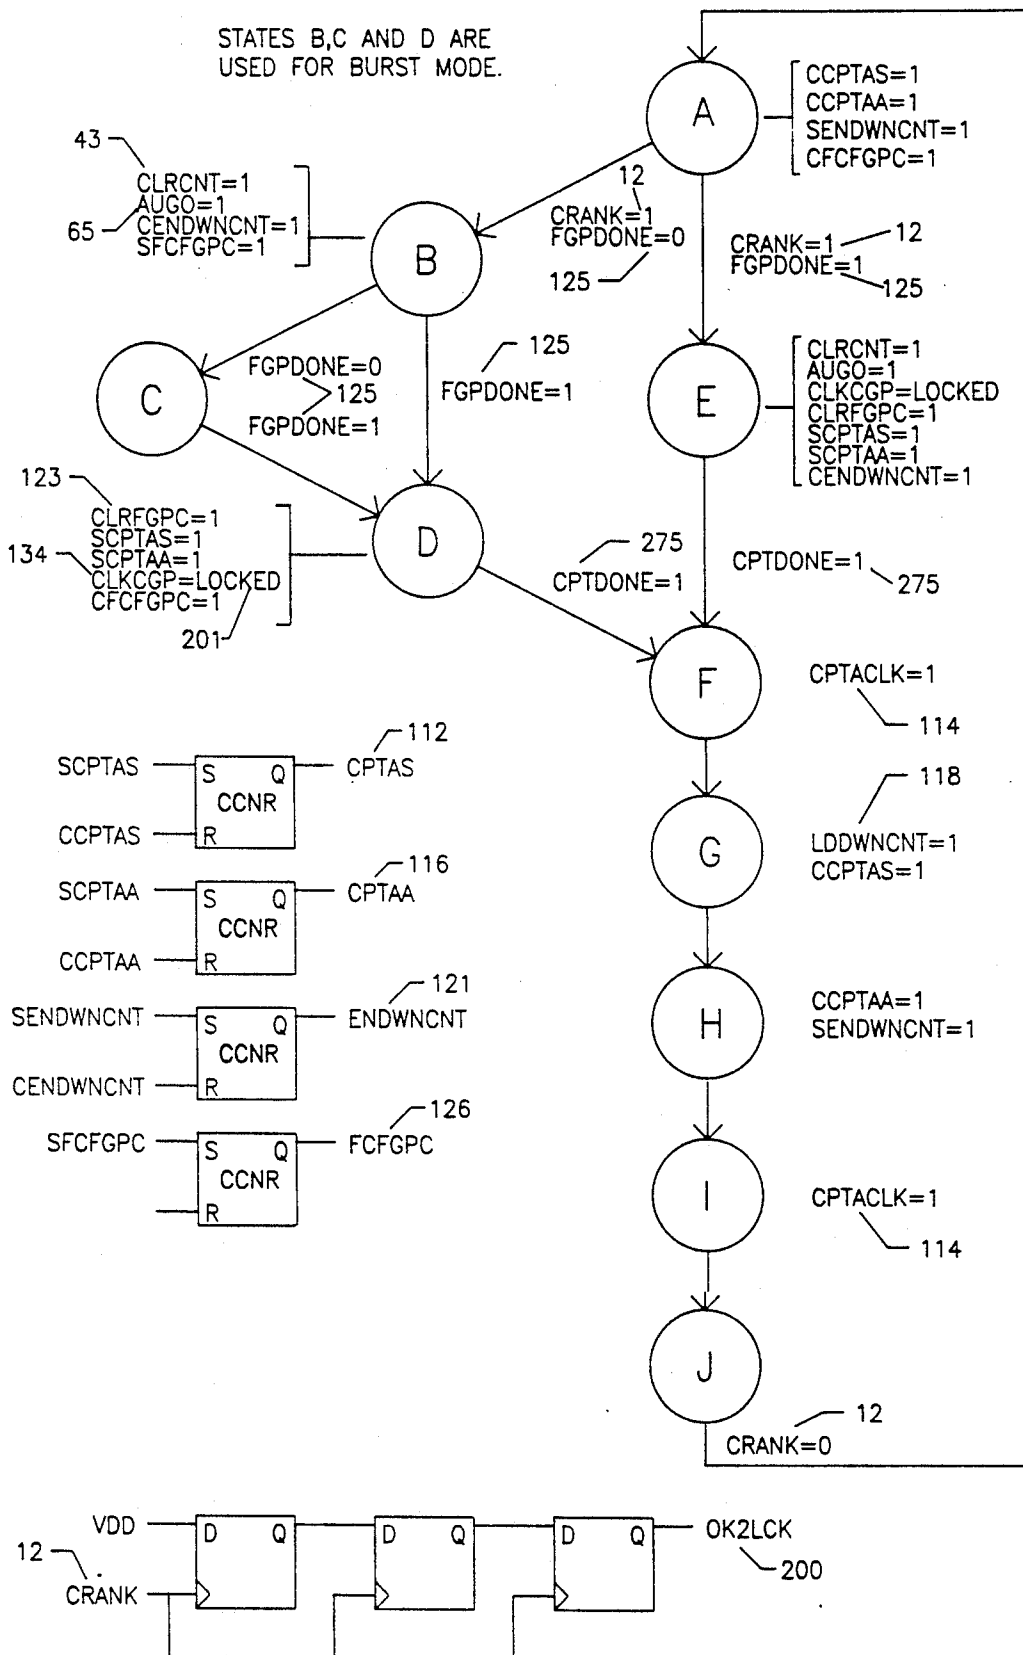 STATES B,C AND D ARE
USED FOR BURST MODE.
A
CCPTAS=1
CCPTAA=1
SENDWNCNT=1
CFCFGPC=1
43
CLRCNT=1
AUGO=1
65
CENDWNCNT=1
SFCFGPC=1
B
12
CRANK=1
FGPDONE=0
125
CRANK=1
12
FGPDONE=1
125
C
FGPDONE=0
125
FGPDONE=1
125
FGPDONE=1
E
CLRCNT=1
AUGO=1
CLKCGP=LOCKED
CLRFGPC=1
SCPTAS=1
SCPTAA=1
CENDWNCNT=1
123
CLRFGPC=1
SCPTAS=1
134
SCPTAA=1
CLKCGP=LOCKED
CFCFGPC=1
201
D
275
CPTDONE=1
CPTDONE=1
275
F
CPTACLK=1
114
SCPTAS
S
Q
CCNR
CCPTAS
R
112
CPTAS
G
118
LDDWNCNT=1
CCPTAS=1
SCPTAA
S
Q
CCNR
CCPTAA
R
116
CPTAA
SENDWNCNT
S
Q
CCNR
CENDWNCNT
R
121
ENDWNCNT
H
CCPTAA=1
SENDWNCNT=1
SFCFGPC
S
Q
CCNR
R
126
FCFGPC
I
CPTACLK=1
114
J
12
CRANK=0
VDD
D
Q
D
Q
D
Q
OK2LCK
200
12
CRANK